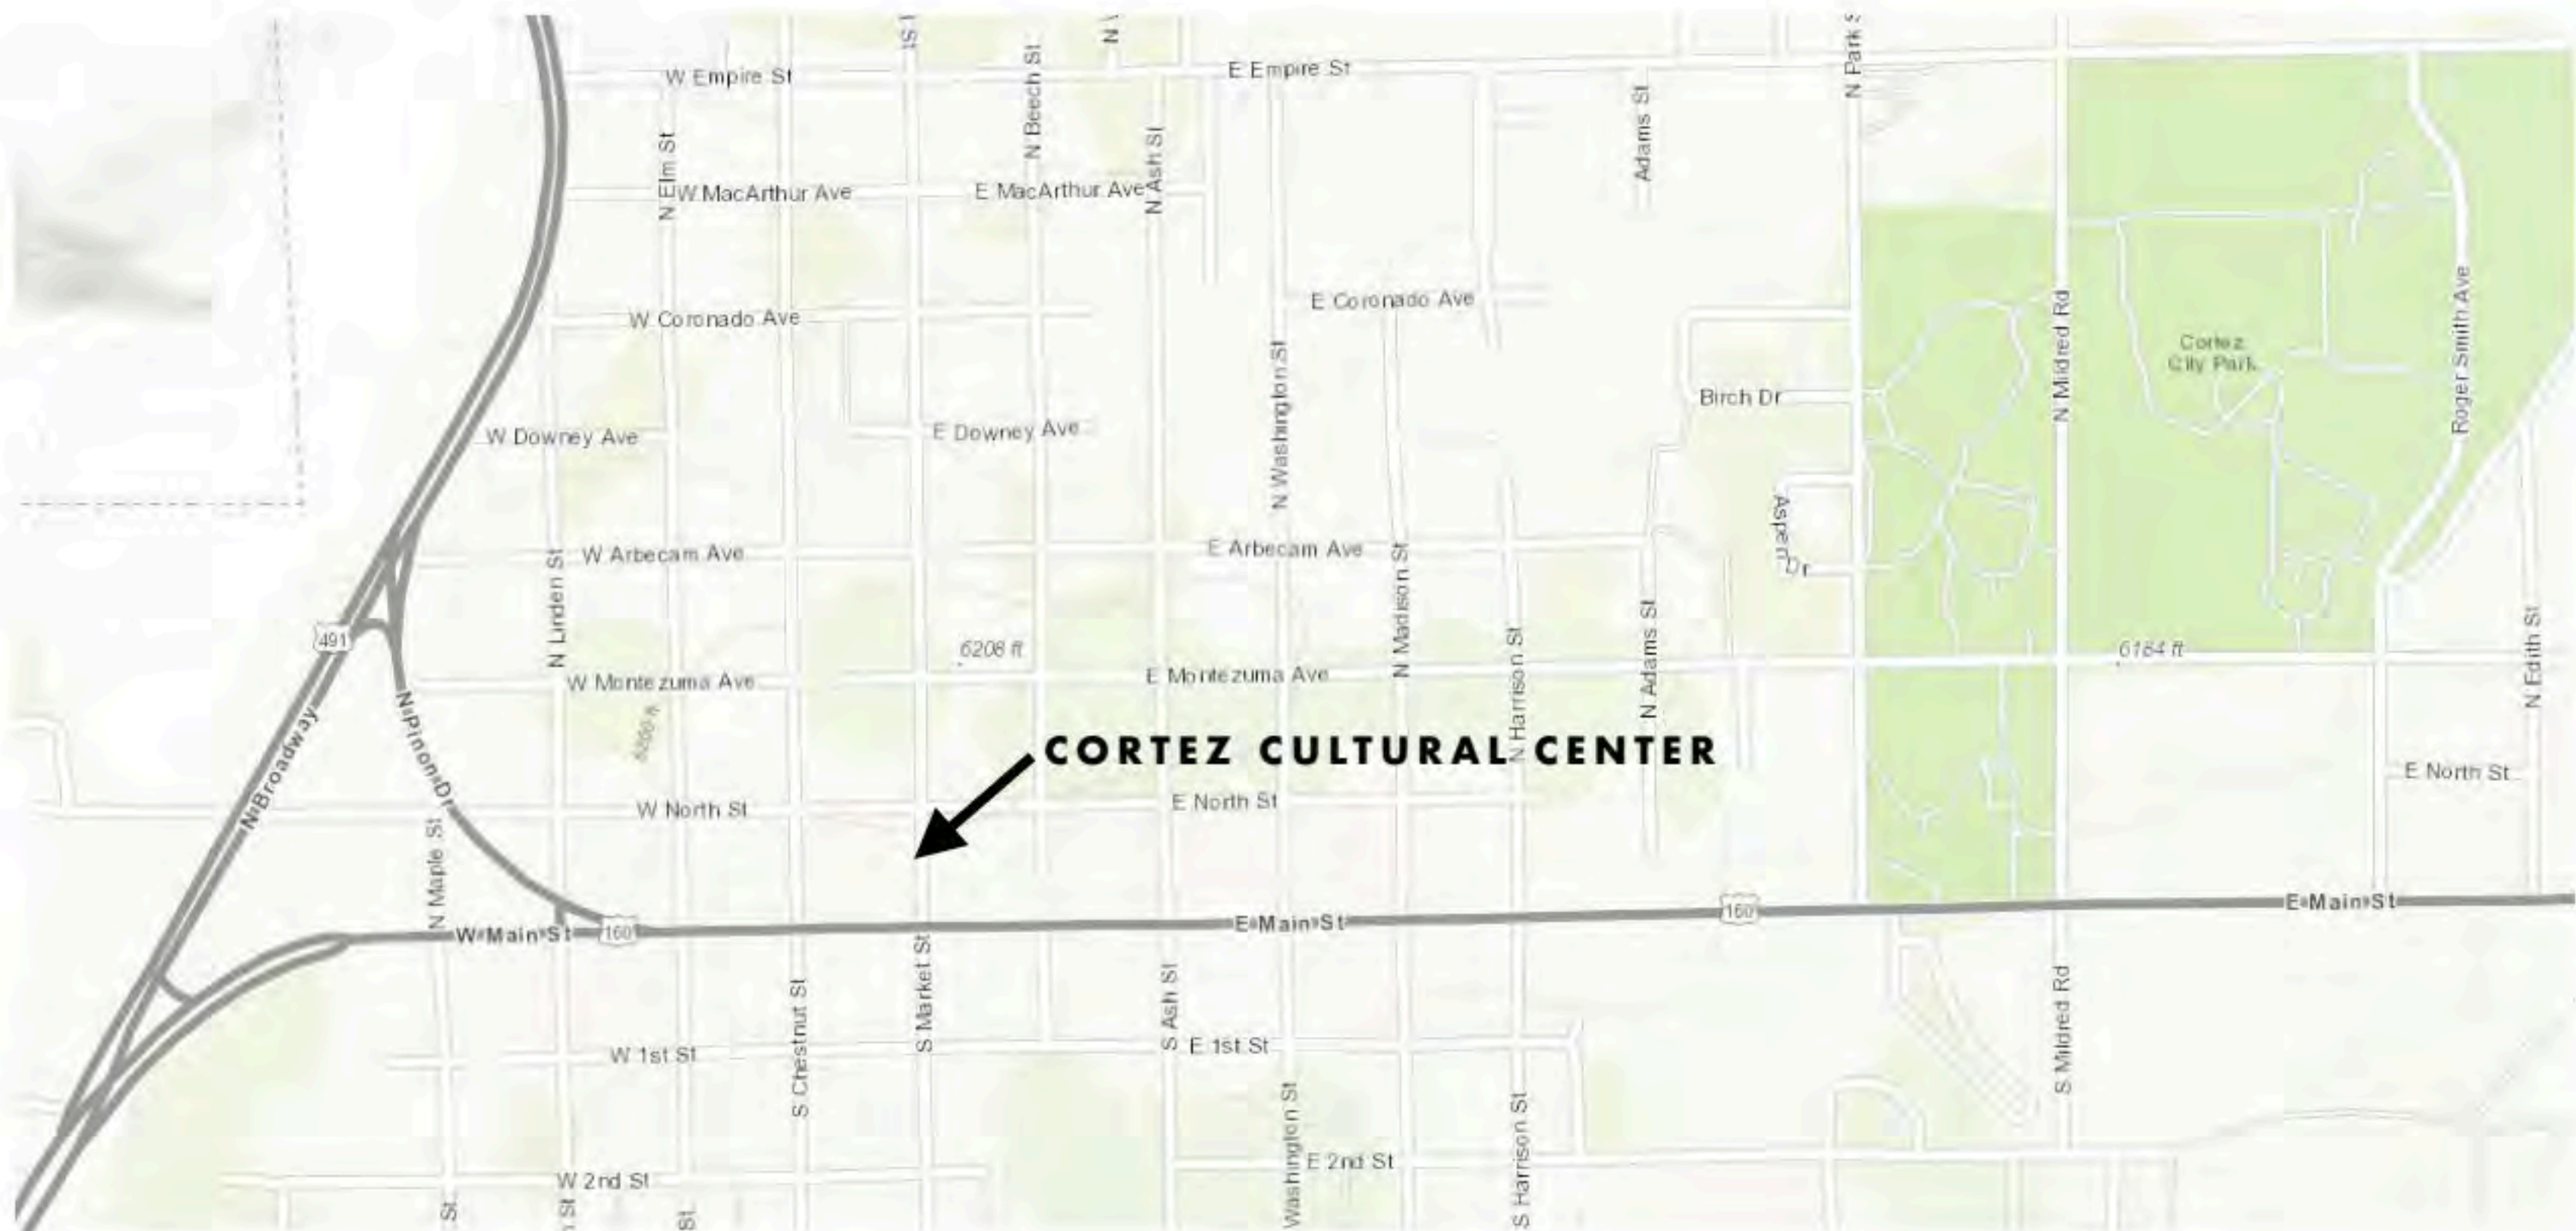 N Park S
W Empire St
E Empire St
N Beech St
Adams St
N Elm St
N Ash St
W MacArthur Ave
E MacArthur Ave
E Coronado Ave
W Coronado Ave
N Washington St
N Mildred Rd
Cortez
City Park
Roger Smith Ave
Birch Dr
W Downey Ave
E Downey Ave
Aspen Dr
W Arbecam Ave
E Arbecam Ave
N Linden St
N Madison St
491
6208 ft
N Harrison St
N Adams St
6184 ft
N Edith St
W Montezuma Ave
E Montezuma Ave
6200 ft
N Broadway
N Pinon Dr
CORTEZ CULTURAL CENTER
E North St
W North St
E North St
N Maple St
W Main St
160
E Main St
160
E Main St
S Chestnut St
S Market St
S Ash St
S Mildred Rd
W 1st St
E 1st St
Washington St
S Harrison St
W 2nd St
E 2nd St
St
St
St